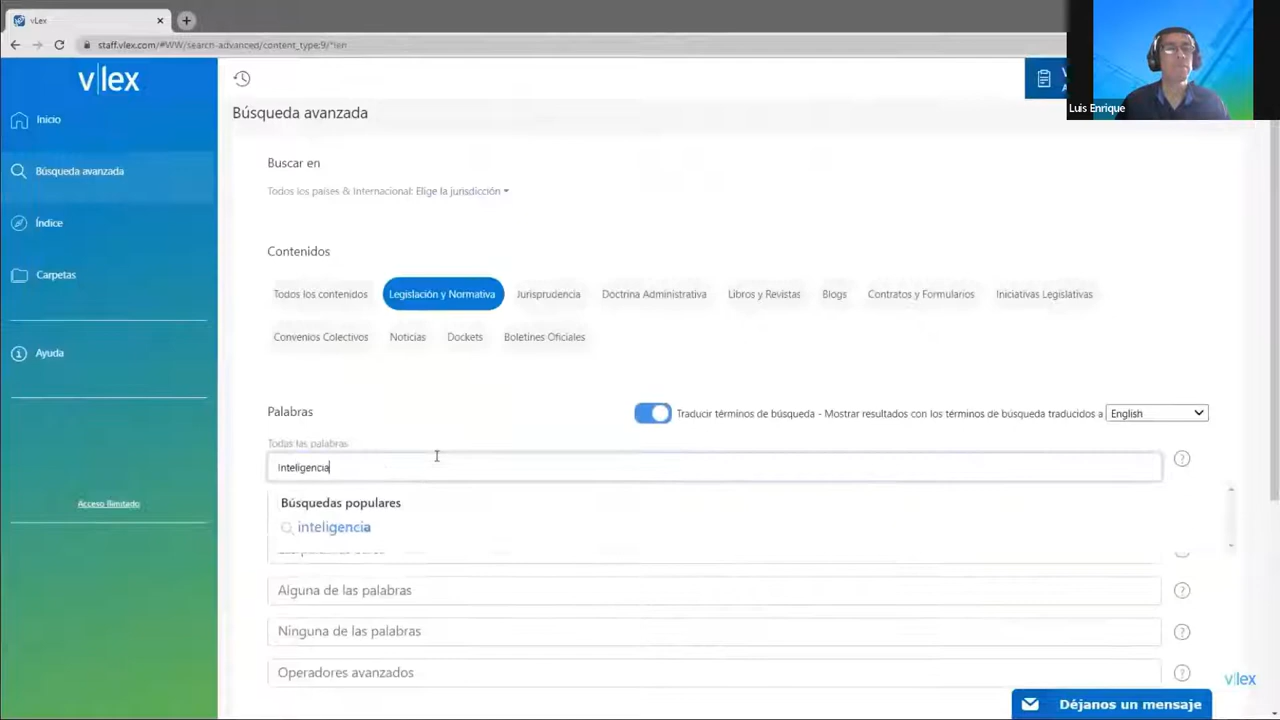 vLex
staff.vlex.com/#WW/search-advanced/content_type:9/*len
v|lex
Luis Enrique
Inicio
Búsqueda avanzada
Índice
Carpetas
Ayuda
Acceso Ilimitado
Búsqueda avanzada
Buscar en
Todos los países & Internacional: Elige la jurisdicción
Contenidos
Todos los contenidos Legislación y Normativa Jurisprudencia Doctrina Administrativa Libros y Revistas Blogs Contratos y Formularios Iniciativas Legislativas
Convenios Colectivos Noticias Dockets Boletines Oficiales
Palabras
Traducir términos de búsqueda - Mostrar resultados con los términos de búsqueda traducidos a English
Todas las palabras
Inteligencia
Búsquedas populares
inteligencia
Alguna de las palabras
Ninguna de las palabras
Operadores avanzados
v|lex
Déjanos un mensaje